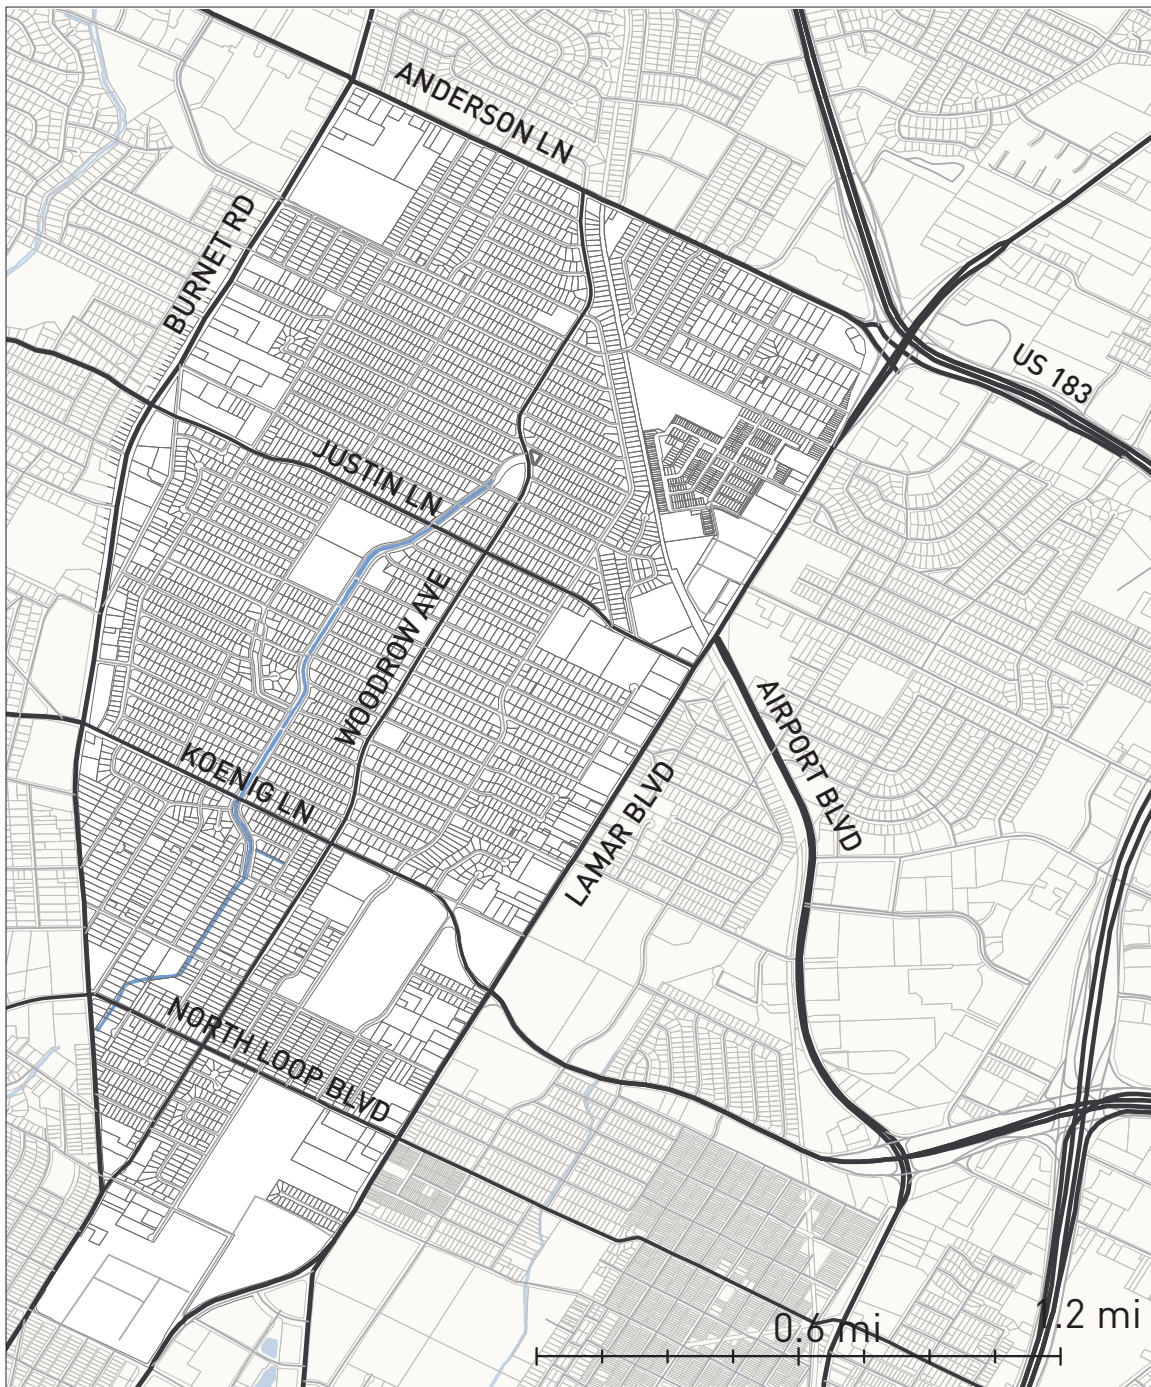 ANDERSON LN
BURNET RD
US 183
JUSTIN LN
WOODROW AVE
AIRPORT BLVD
KOENIG LN
LAMAR BLVD
NORTH LOOP BLVD
0.6 mi
1.2 mi